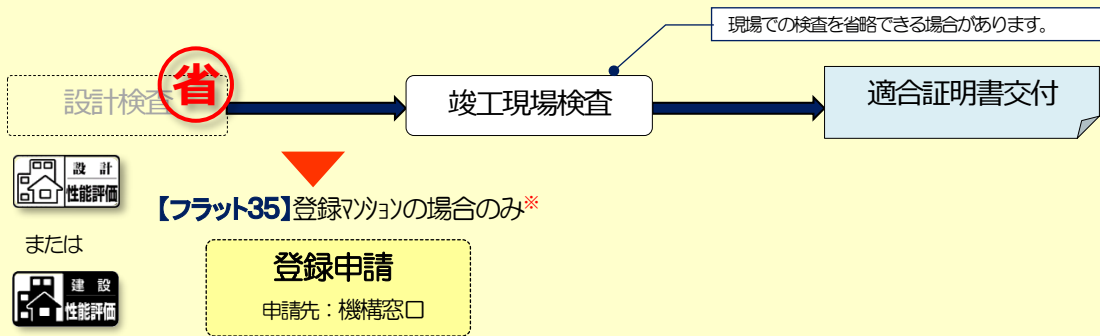 現場での検査を省略できる場合があります。
設計検査
省
竣工現場検査
適合証明書交付
設 計
性能評価
【フラット35】登録マンションの場合のみ※
または
登録申請
申請先：機構窓口
建 設
性能評価